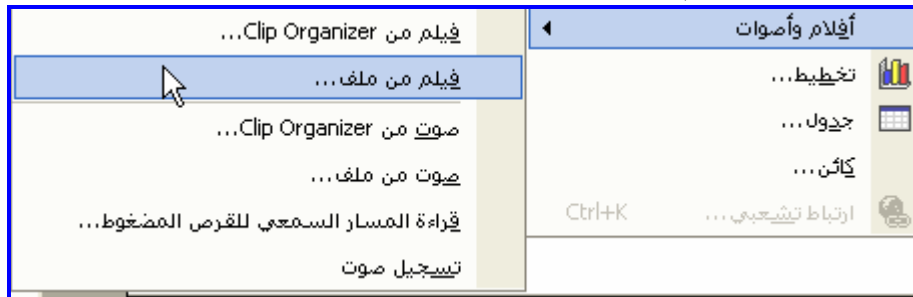 أفلام وأصوات
تخطيط...
جدول...
كائن...
ارتباط تشعبي... Ctrl+K
فيلم من Clip Organizer...
فيلم من ملف...
صوت من Clip Organizer...
صوت من ملف...
قراءة المسار السمعي للقرص المضغوط...
تسجيل صوت